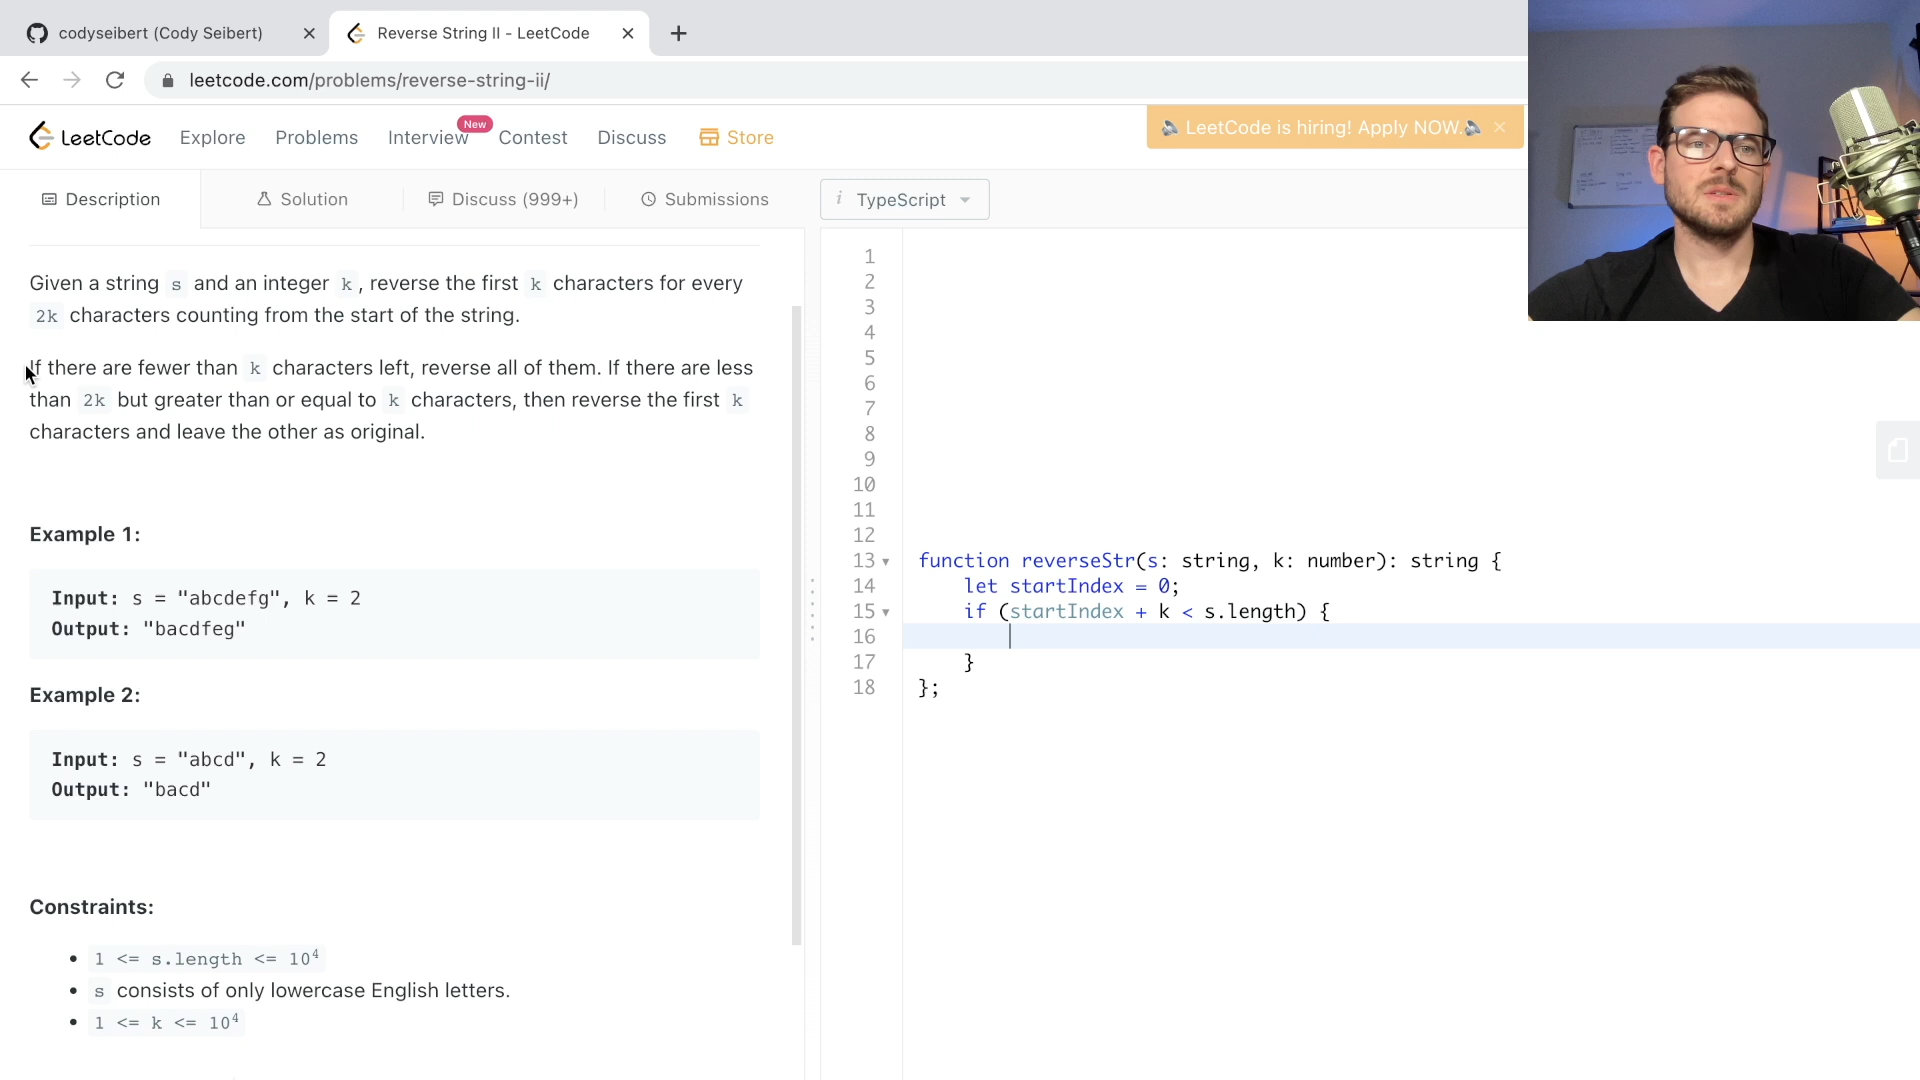 codyseibert (Cody Seibert)
Reverse String II - LeetCode
leetcode.com/problems/reverse-string-ii/
LeetCode
Explore
Problems
Interview
New
Contest
Discuss
Store
🔈 LeetCode is hiring! Apply NOW.🔈
Description
Solution
Discuss (999+)
Submissions
i TypeScript
Given a string s and an integer k, reverse the first k characters for every
2k characters counting from the start of the string.
If there are fewer than k characters left, reverse all of them. If there are less
than 2k but greater than or equal to k characters, then reverse the first k
characters and leave the other as original.
Example 1:
Input: s = "abcdefg", k = 2
Output: "bacdfeg"
Example 2:
Input: s = "abcd", k = 2
Output: "bacd"
Constraints:
1 <= s.length <= 10⁴
s consists of only lowercase English letters.
1 <= k <= 10⁴
1
2
3
4
5
6
7
8
9
10
11
12
13 function reverseStr(s: string, k: number): string {
14 let startIndex = 0;
15 if (startIndex + k < s.length) {
16
17 }
18 };